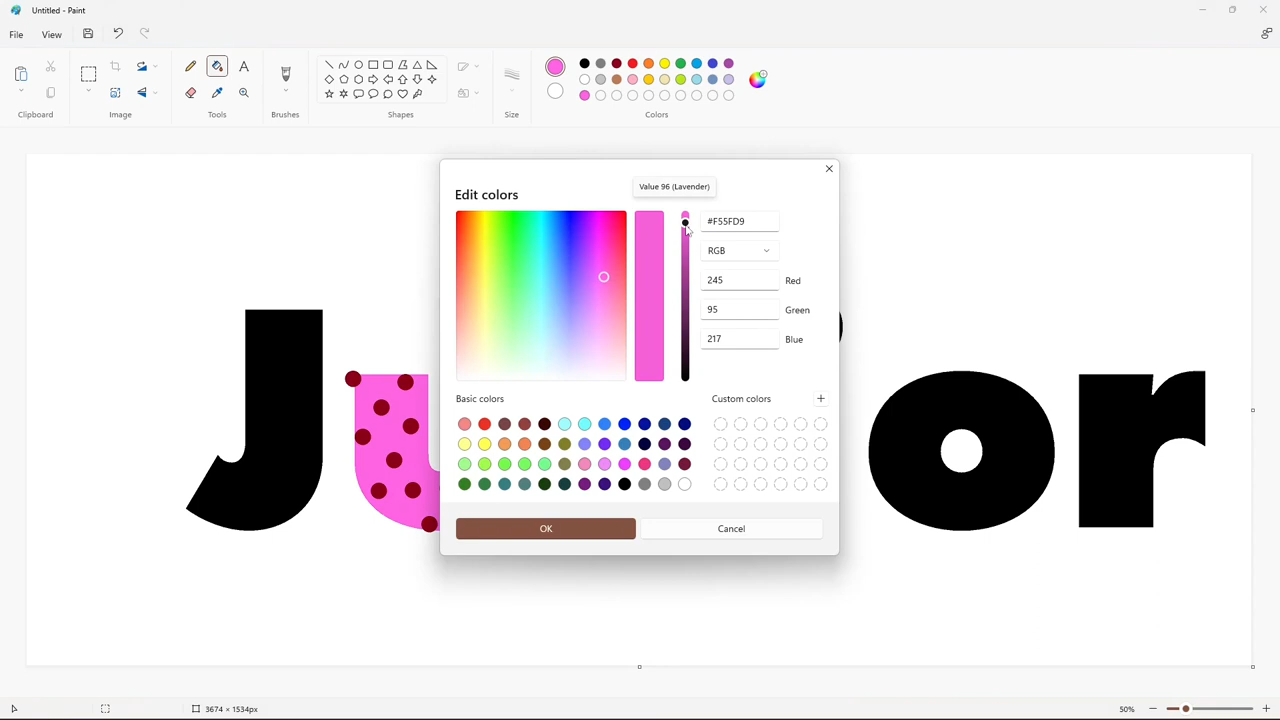 Untitled - Paint
File View
Clipboard Image Tools Brushes Shapes Size Colors
Value 96 (Lavender)
Edit colors
#F55FD9
RGB
245 Red
95 Green
217 Blue
Basic colors Custom colors
OK Cancel
Ju or
3674 × 1534px 50%